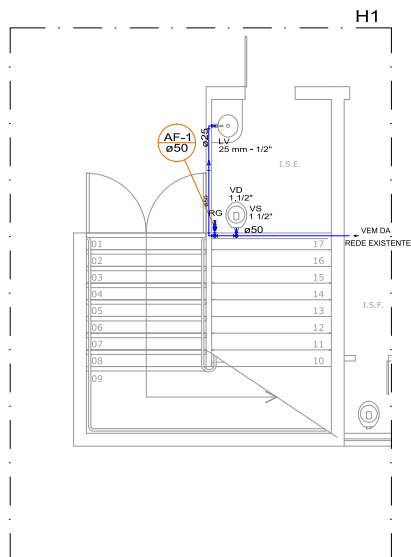 H1
AF-1
ø50
ø25
LV
25 mm - 1/2"
I.S.E.
VD
1.1/2"
ø50
RG
VS
1 1/2"
ø50
VEM DA
REDE EXISTENTE
01
02
03
04
05
06
07
08
09
17
16
15
14
13
12
11
10
I.S.F.